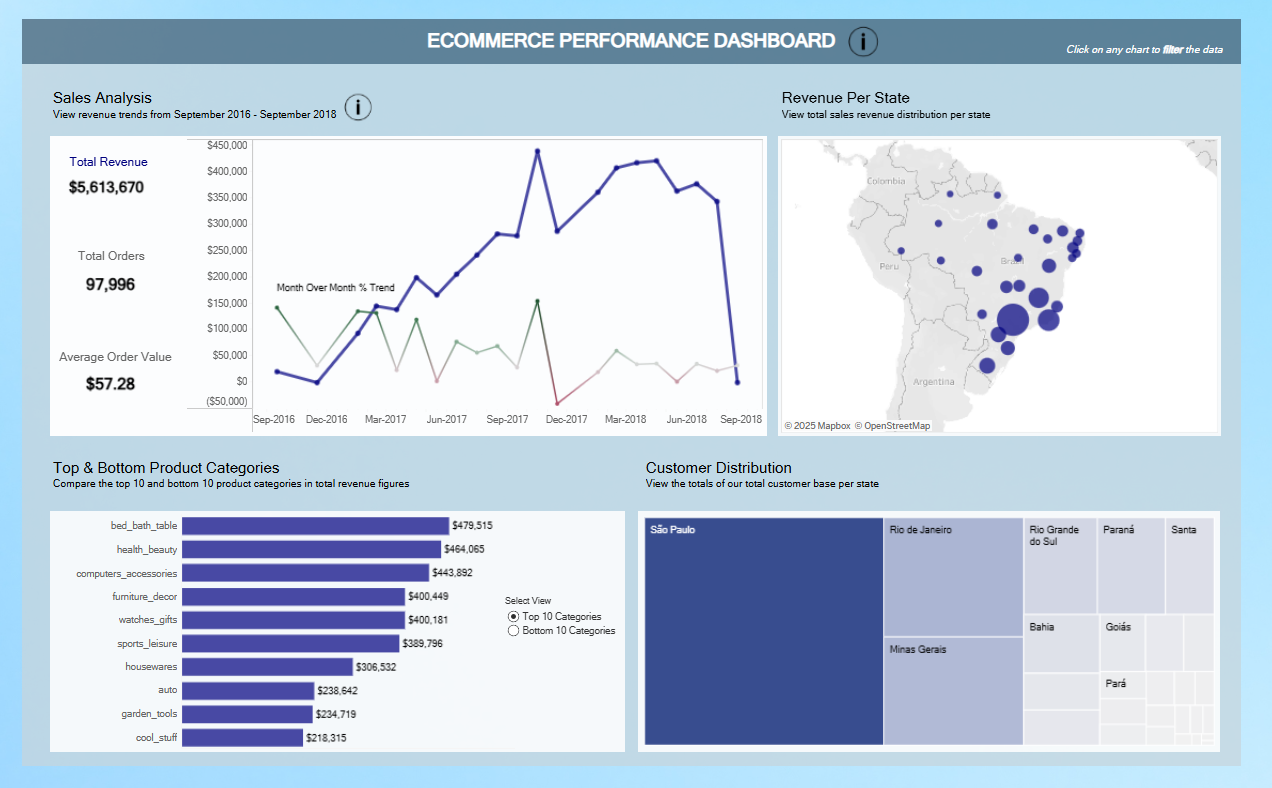 ECOMMERCE PERFORMANCE DASHBOARD
i
Click on any chart to filter the data
Sales Analysis
View revenue trends from September 2016 - September 2018
i
Total Revenue
$5,613,670
Total Orders
97,996
Average Order Value
$57.28
$450,000
$400,000
$350,000
$300,000
$250,000
$200,000
$150,000
$100,000
$50,000
$0
($50,000)
Month Over Month % Trend
Sep-2016 Dec-2016 Mar-2017 Jun-2017 Sep-2017 Dec-2017 Mar-2018 Jun-2018 Sep-2018
Revenue Per State
View total sales revenue distribution per state
Colombia
Peru
Brazil
Argentina
© 2025 Mapbox © OpenStreetMap
Top & Bottom Product Categories
Compare the top 10 and bottom 10 product categories in total revenue figures
bed_bath_table $479,515
health_beauty $464,065
computers_accessories $443,892
furniture_decor $400,449
watches_gifts $400,181
sports_leisure $389,796
housewares $306,532
auto $238,642
garden_tools $234,719
cool_stuff $218,315
Select View
Top 10 Categories
Bottom 10 Categories
Customer Distribution
View the totals of our total customer base per state
São Paulo
Rio de Janeiro
Minas Gerais
Rio Grande
do Sul
Paraná
Santa
Bahia
Goiás
Pará